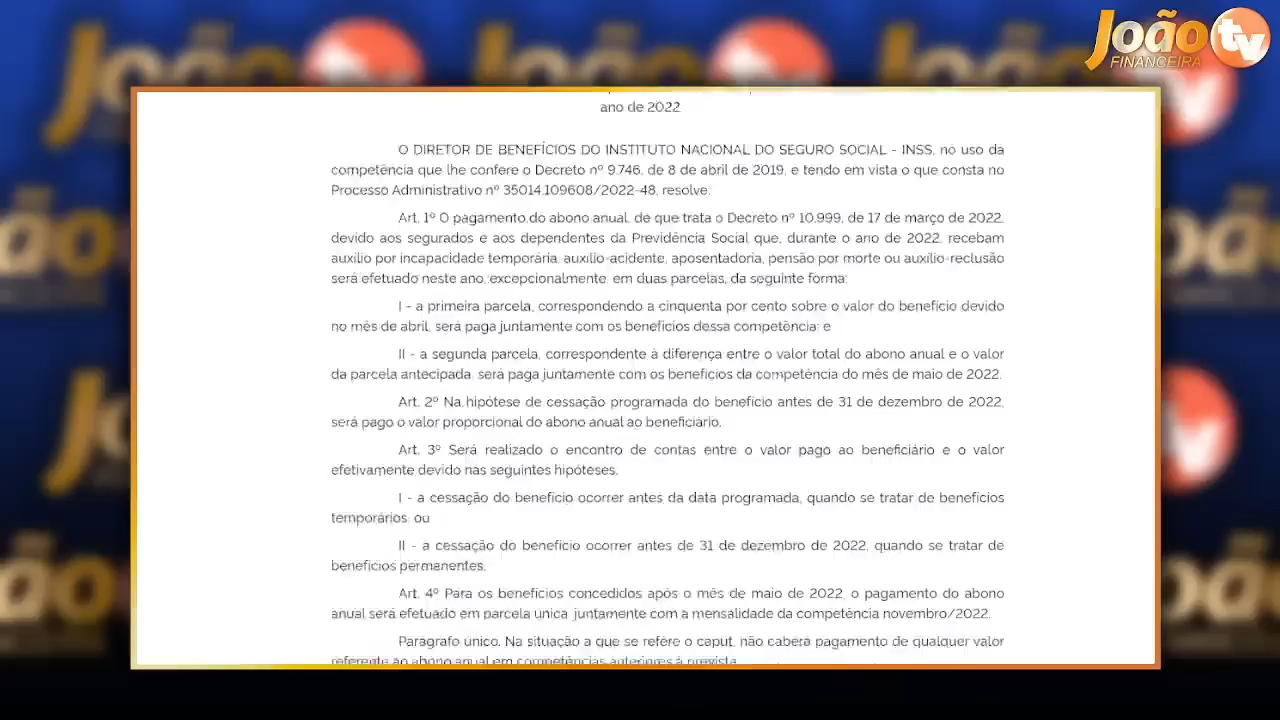 João tv
FINANCEIRA
ano de 2022
O DIRETOR DE BENEFÍCIOS DO INSTITUTO NACIONAL DO SEGURO SOCIAL - INSS, no uso da
competência que lhe confere o Decreto nº 9.746, de 8 de abril de 2019, e tendo em vista o que consta no
Processo Administrativo nº 35014.109608/2022-48, resolve:
Art. 1º O pagamento do abono anual, de que trata o Decreto nº 10.999, de 17 de março de 2022,
devido aos segurados e aos dependentes da Previdência Social que, durante o ano de 2022, recebam
auxílio por incapacidade temporária, auxílio-acidente, aposentadoria, pensão por morte ou auxílio-reclusão
será efetuado neste ano, excepcionalmente, em duas parcelas, da seguinte forma:
I - a primeira parcela, correspondendo a cinquenta por cento sobre o valor do benefício devido
no mês de abril, será paga juntamente com os benefícios dessa competência; e
II - a segunda parcela, correspondente à diferença entre o valor total do abono anual e o valor
da parcela antecipada, será paga juntamente com os benefícios da competência do mês de maio de 2022.
Art. 2º Na hipótese de cessação programada do benefício antes de 31 de dezembro de 2022,
será pago o valor proporcional do abono anual ao beneficiário.
Art. 3º Será realizado o encontro de contas entre o valor pago ao beneficiário e o valor
efetivamente devido nas seguintes hipóteses:
I - a cessação do benefício ocorrer antes da data programada, quando se tratar de benefícios
temporários; ou
II - a cessação do benefício ocorrer antes de 31 de dezembro de 2022, quando se tratar de
benefícios permanentes.
Art. 4º Para os benefícios concedidos após o mês de maio de 2022, o pagamento do abono
anual será efetuado em parcela única, juntamente com a mensalidade da competência novembro/2022.
Parágrafo único. Na situação a que se refere o caput, não caberá pagamento de qualquer valor
referente ao abono anual em competências anteriores à prevista